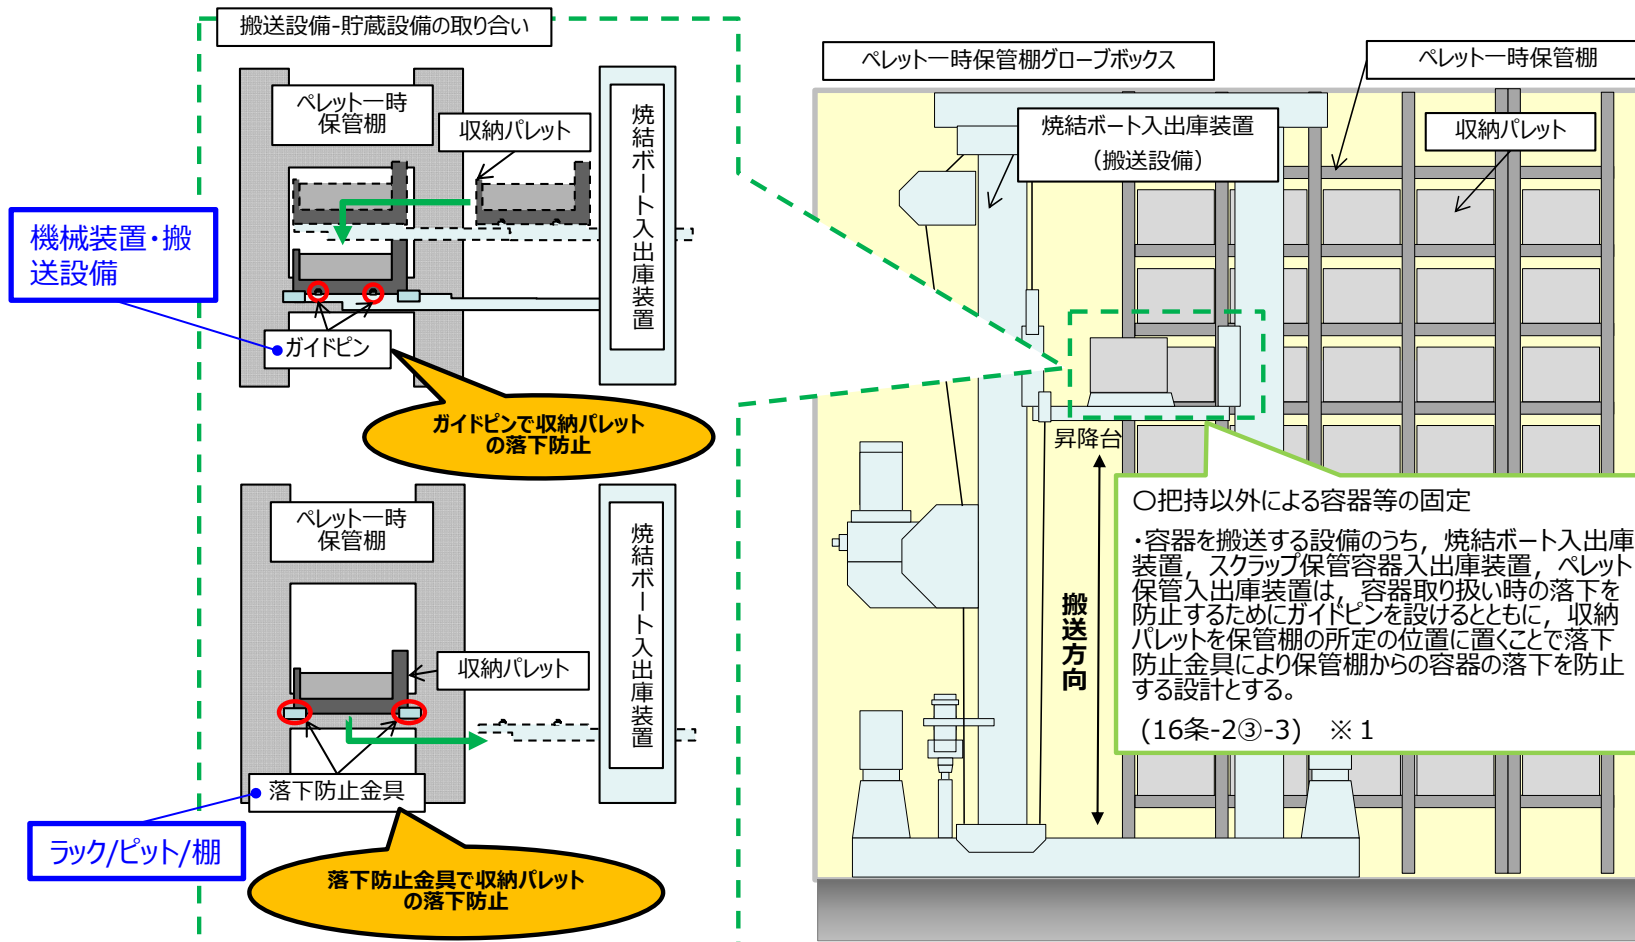 搬送設備-貯蔵設備の取り合い
ペレット一時
保管棚
収納パレット
焼結ボート入出庫装置
機械装置・搬
送設備
ガイドピン
ガイドピンで収納パレット
の落下防止
ペレット一時
保管棚
収納パレット
焼結ボート入出庫装置
落下防止金具
ラック/ピット/棚
落下防止金具で収納パレット
の落下防止
ペレット一時保管棚グローブボックス
ペレット一時保管棚
焼結ボート入出庫装置
（搬送設備）
収納パレット
昇降台
搬送方向
〇把持以外による容器等の固定
・容器を搬送する設備のうち，焼結ボート入出庫
装置，スクラップ保管容器入出庫装置，ペレット
保管入出庫装置は，容器取り扱い時の落下を
防止するためにガイドピンを設けるとともに，収納
パレットを保管棚の所定の位置に置くことで落下
防止金具により保管棚からの容器の落下を防止
する設計とする。
(16条-2③-3)　※１